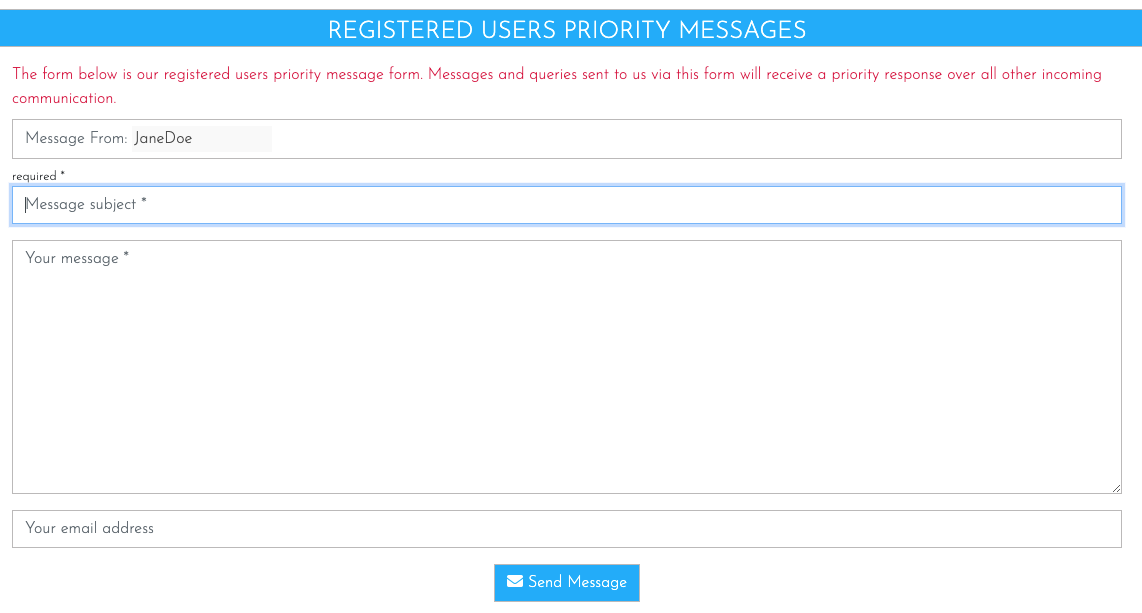 REGISTERED USERS PRIORITY MESSAGES
The form below is our registered users priority message form. Messages and queries sent to us via this form will receive a priority response over all other incoming
communication.
Message From: JaneDoe
required *
Message subject *
Your message *
Your email address
Send Message